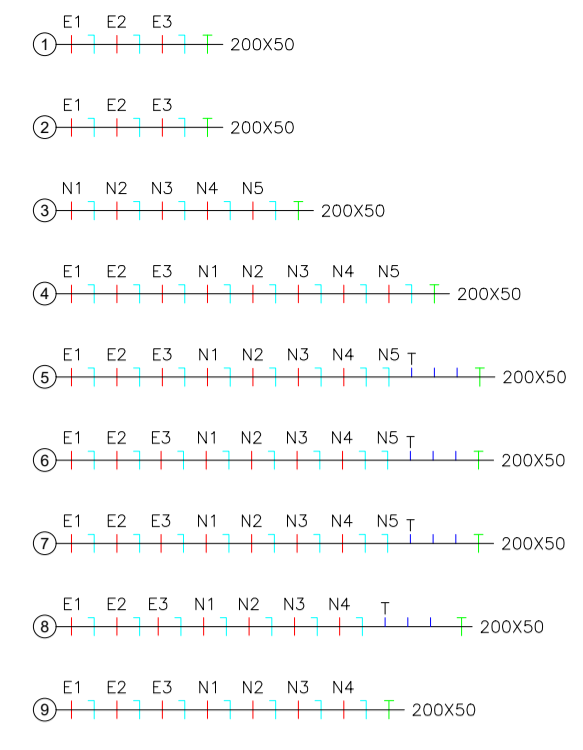 E1 E2 E3
1 200X50
E1 E2 E3
2 200X50
N1 N2 N3 N4 N5
3 200X50
E1 E2 E3 N1 N2 N3 N4 N5
4 200X50
E1 E2 E3 N1 N2 N3 N4 N5 T
5 200X50
E1 E2 E3 N1 N2 N3 N4 N5 T
6 200X50
E1 E2 E3 N1 N2 N3 N4 N5 T
7 200X50
E1 E2 E3 N1 N2 N3 N4 T
8 200X50
E1 E2 E3 N1 N2 N3 N4
9 200X50